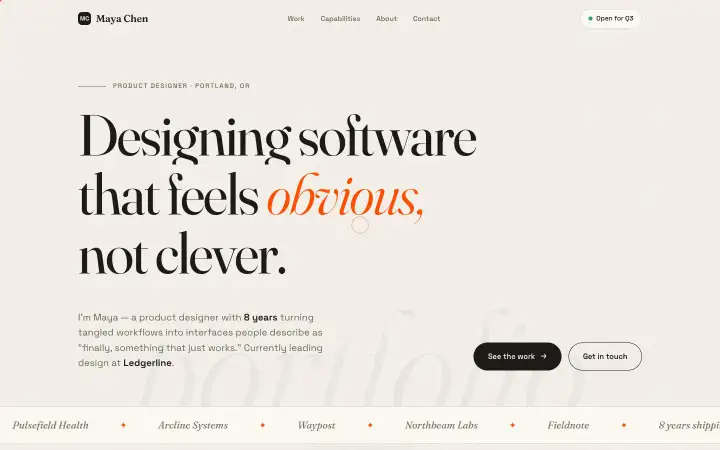 MC Maya Chen
Work Capabilities About Contact
Open for Q3
PRODUCT DESIGNER · PORTLAND, OR
Designing software
that feels obvious,
not clever.
I'm Maya — a product designer with 8 years turning
tangled workflows into interfaces people describe as
"finally, something that just works." Currently leading
design at Ledgerline.
See the work →
Get in touch
portfolio
Pulsefield Health ✦ Arcline Systems ✦ Waypost ✦ Northbeam Labs ✦ Fieldnote ✦ 8 years shippi